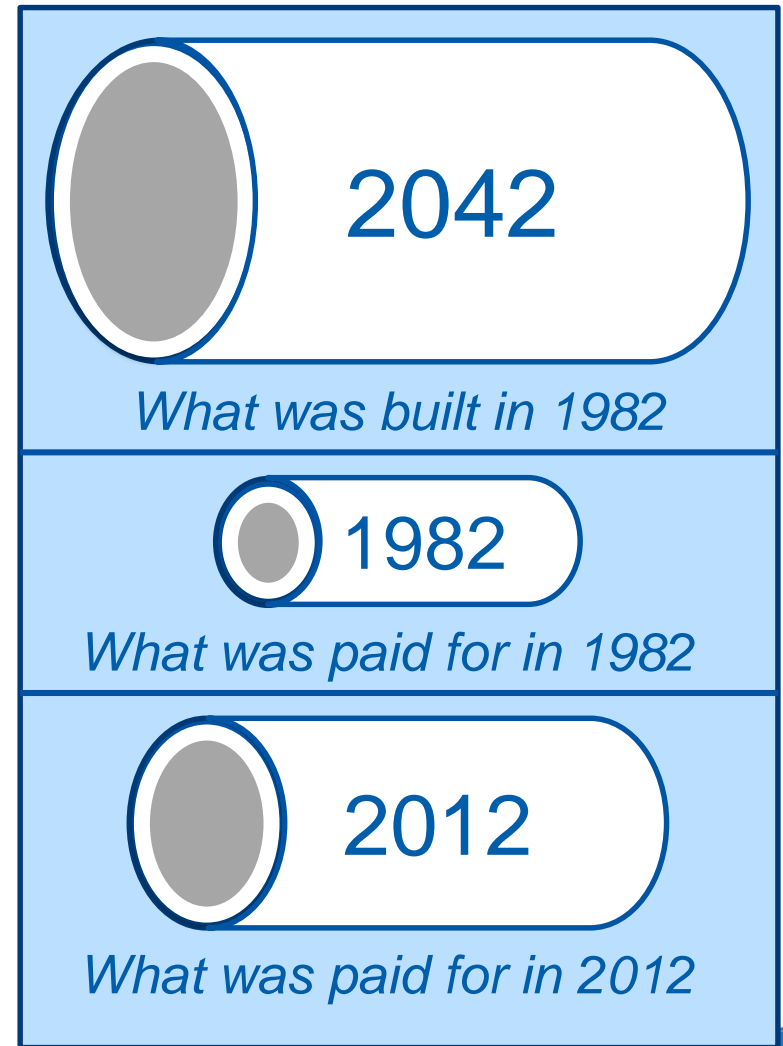 2042
What was built in 1982
1982
What was paid for in 1982
2012
What was paid for in 2012